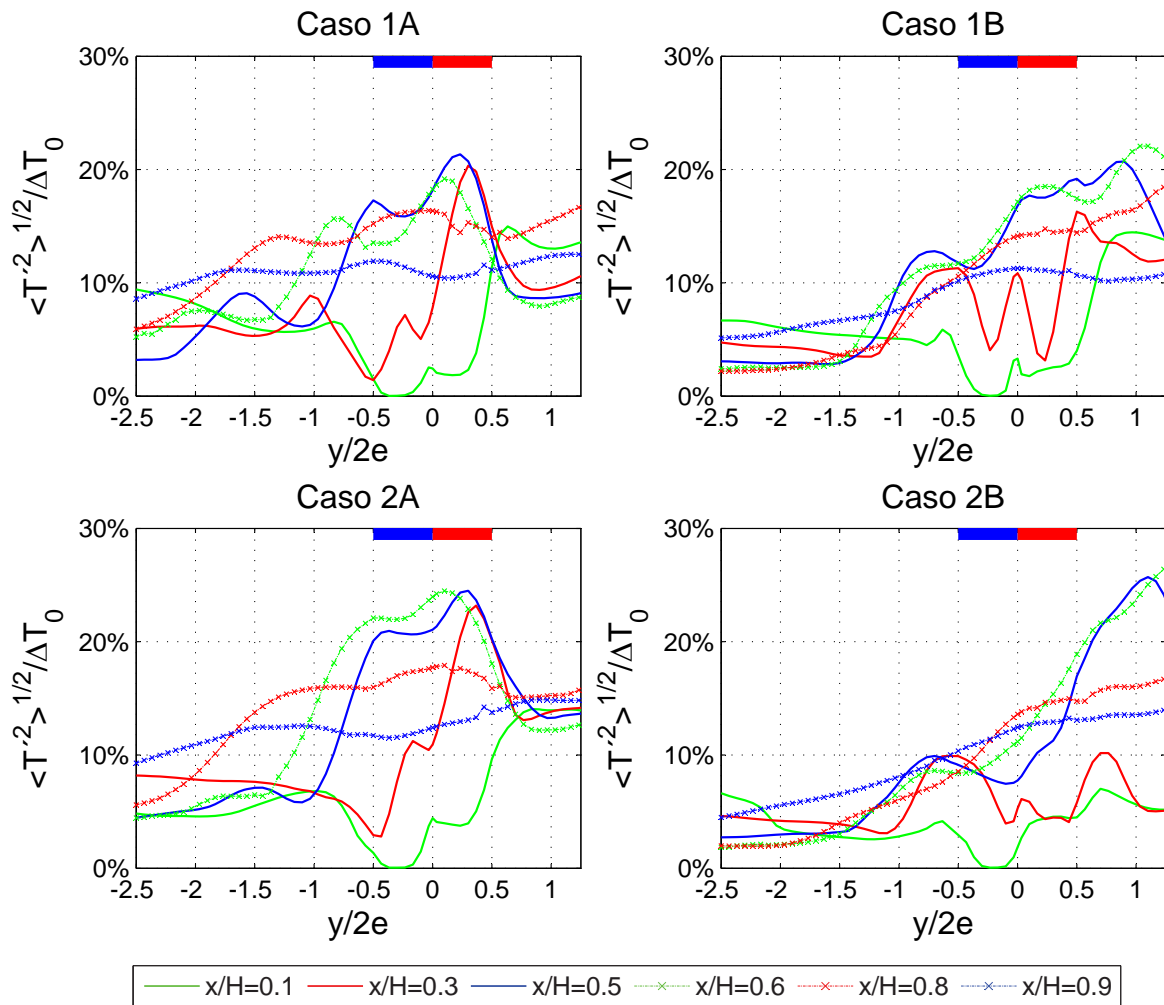 Caso 1A
30%
20%
10%
0%
<T´²>^1/2/ΔT₀
-2.5 -2 -1.5 -1 -0.5 0 0.5 1
y/2e
Caso 1B
30%
20%
10%
0%
<T´²>^1/2/ΔT₀
-2.5 -2 -1.5 -1 -0.5 0 0.5 1
y/2e
Caso 2A
30%
20%
10%
0%
<T´²>^1/2/ΔT₀
-2.5 -2 -1.5 -1 -0.5 0 0.5 1
y/2e
Caso 2B
30%
20%
10%
0%
<T´²>^1/2/ΔT₀
-2.5 -2 -1.5 -1 -0.5 0 0.5 1
y/2e
x/H=0.1 x/H=0.3 x/H=0.5 x/H=0.6 x/H=0.8 x/H=0.9